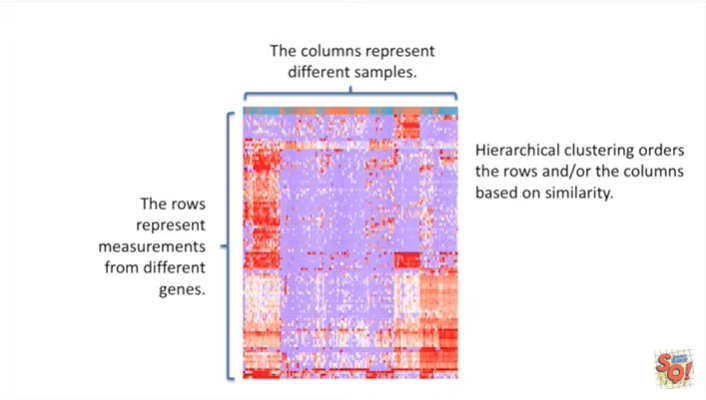 The columns represent
different samples.
Hierarchical clustering orders
the rows and/or the columns
based on similarity.
The rows
represent
measurements
from different
genes.
SQ!